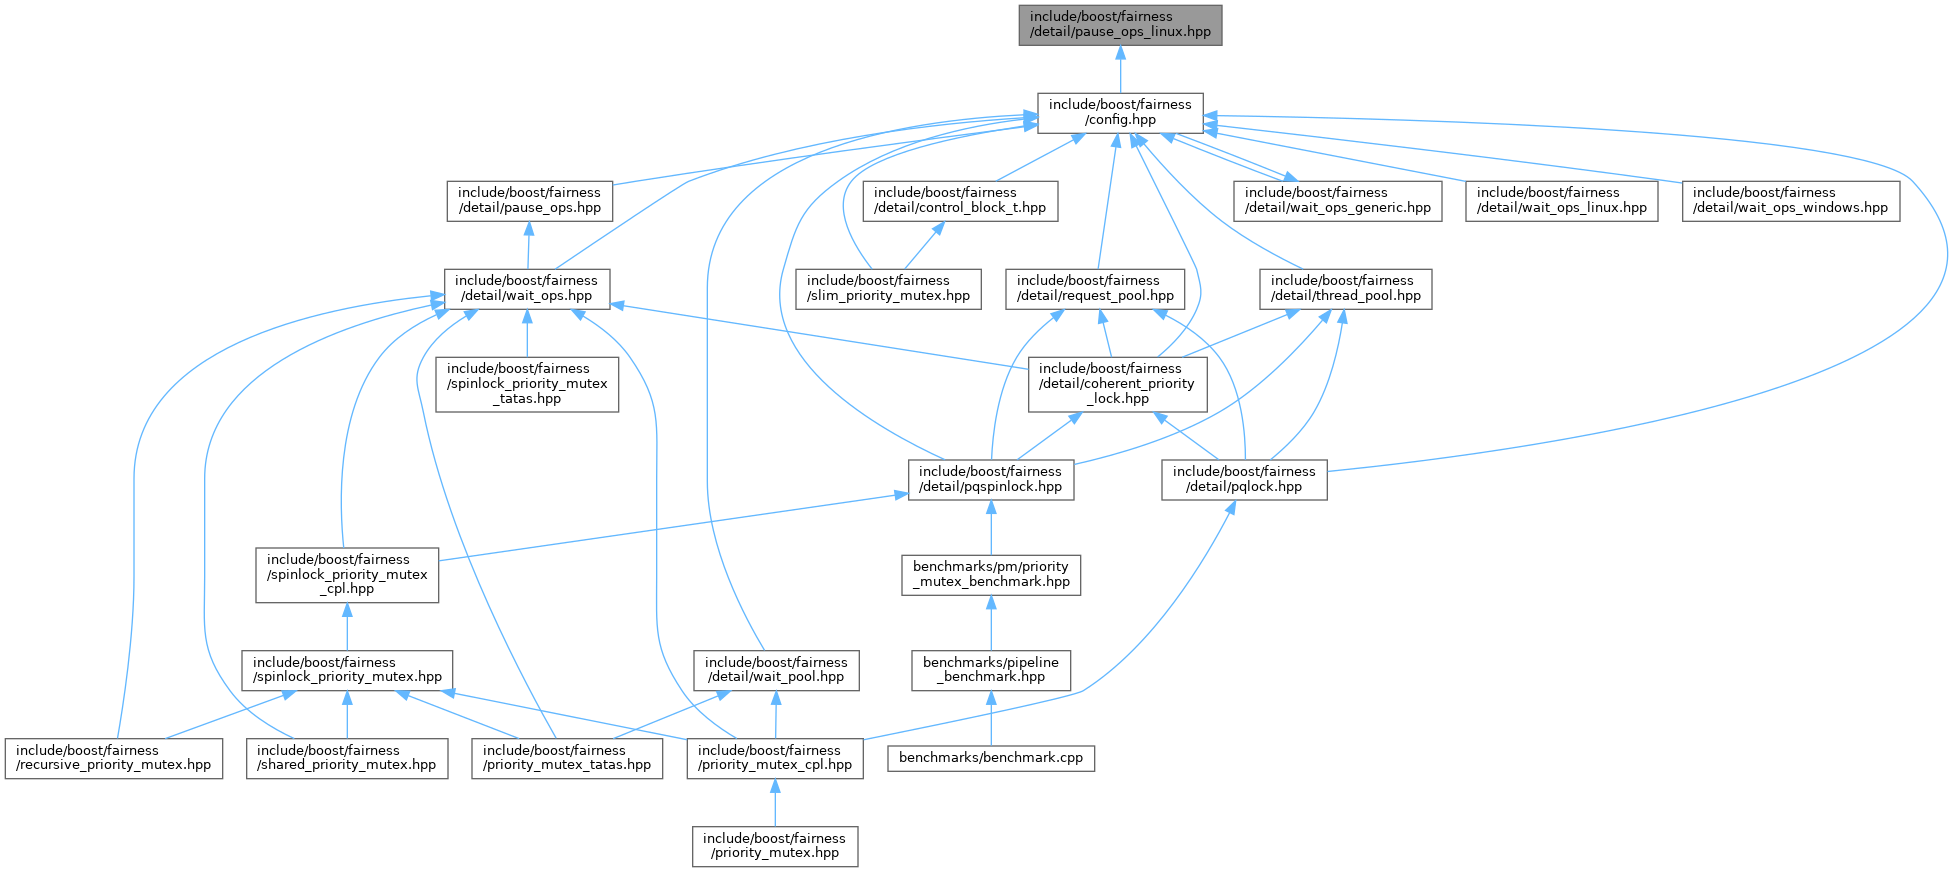 include/boost/fairness
/detail/pause_ops_linux.hpp
include/boost/fairness
/config.hpp
include/boost/fairness
/detail/pause_ops.hpp
include/boost/fairness
/detail/control_block_t.hpp
include/boost/fairness
/detail/wait_ops_generic.hpp
include/boost/fairness
/detail/wait_ops_linux.hpp
include/boost/fairness
/detail/wait_ops_windows.hpp
include/boost/fairness
/detail/wait_ops.hpp
include/boost/fairness
/slim_priority_mutex.hpp
include/boost/fairness
/detail/request_pool.hpp
include/boost/fairness
/detail/thread_pool.hpp
include/boost/fairness
/spinlock_priority_mutex
_tatas.hpp
include/boost/fairness
/detail/coherent_priority
_lock.hpp
include/boost/fairness
/detail/pqspinlock.hpp
include/boost/fairness
/detail/pqlock.hpp
include/boost/fairness
/spinlock_priority_mutex
_cpl.hpp
benchmarks/pm/priority
_mutex_benchmark.hpp
include/boost/fairness
/spinlock_priority_mutex.hpp
include/boost/fairness
/detail/wait_pool.hpp
benchmarks/pipeline
_benchmark.hpp
include/boost/fairness
/recursive_priority_mutex.hpp
include/boost/fairness
/shared_priority_mutex.hpp
include/boost/fairness
/priority_mutex_tatas.hpp
include/boost/fairness
/priority_mutex_cpl.hpp
benchmarks/benchmark.cpp
include/boost/fairness
/priority_mutex.hpp